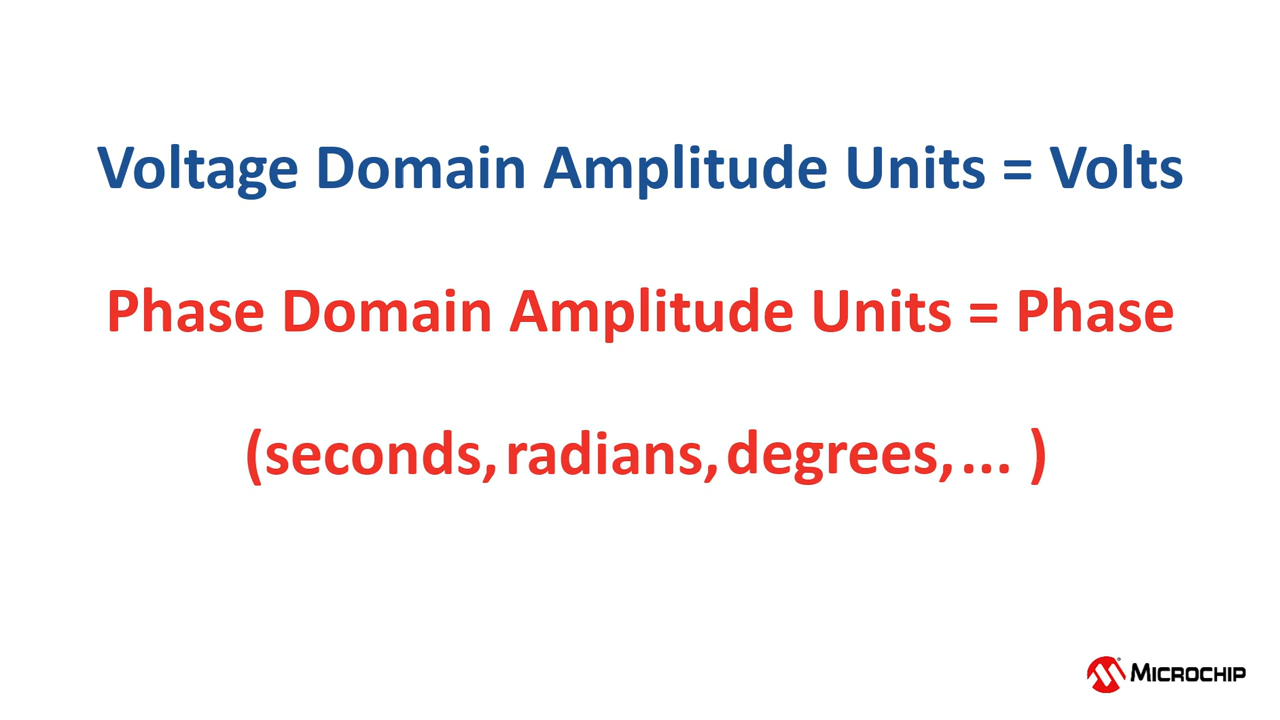 Voltage Domain Amplitude Units = Volts
Phase Domain Amplitude Units = Phase
(seconds, radians, degrees, ... )
MICROCHIP